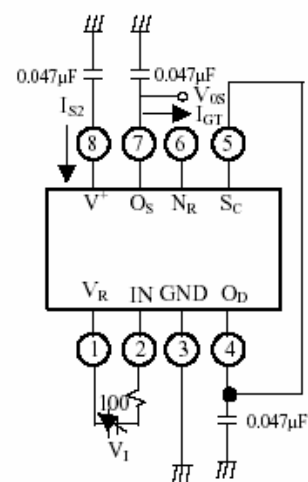 0.047μF
0.047μF
V0S
IS2
IGT
8
7
6
5
V+
OS
NR
SC
VR
IN
GND
OD
1
2
3
4
100
VI
0.047μF